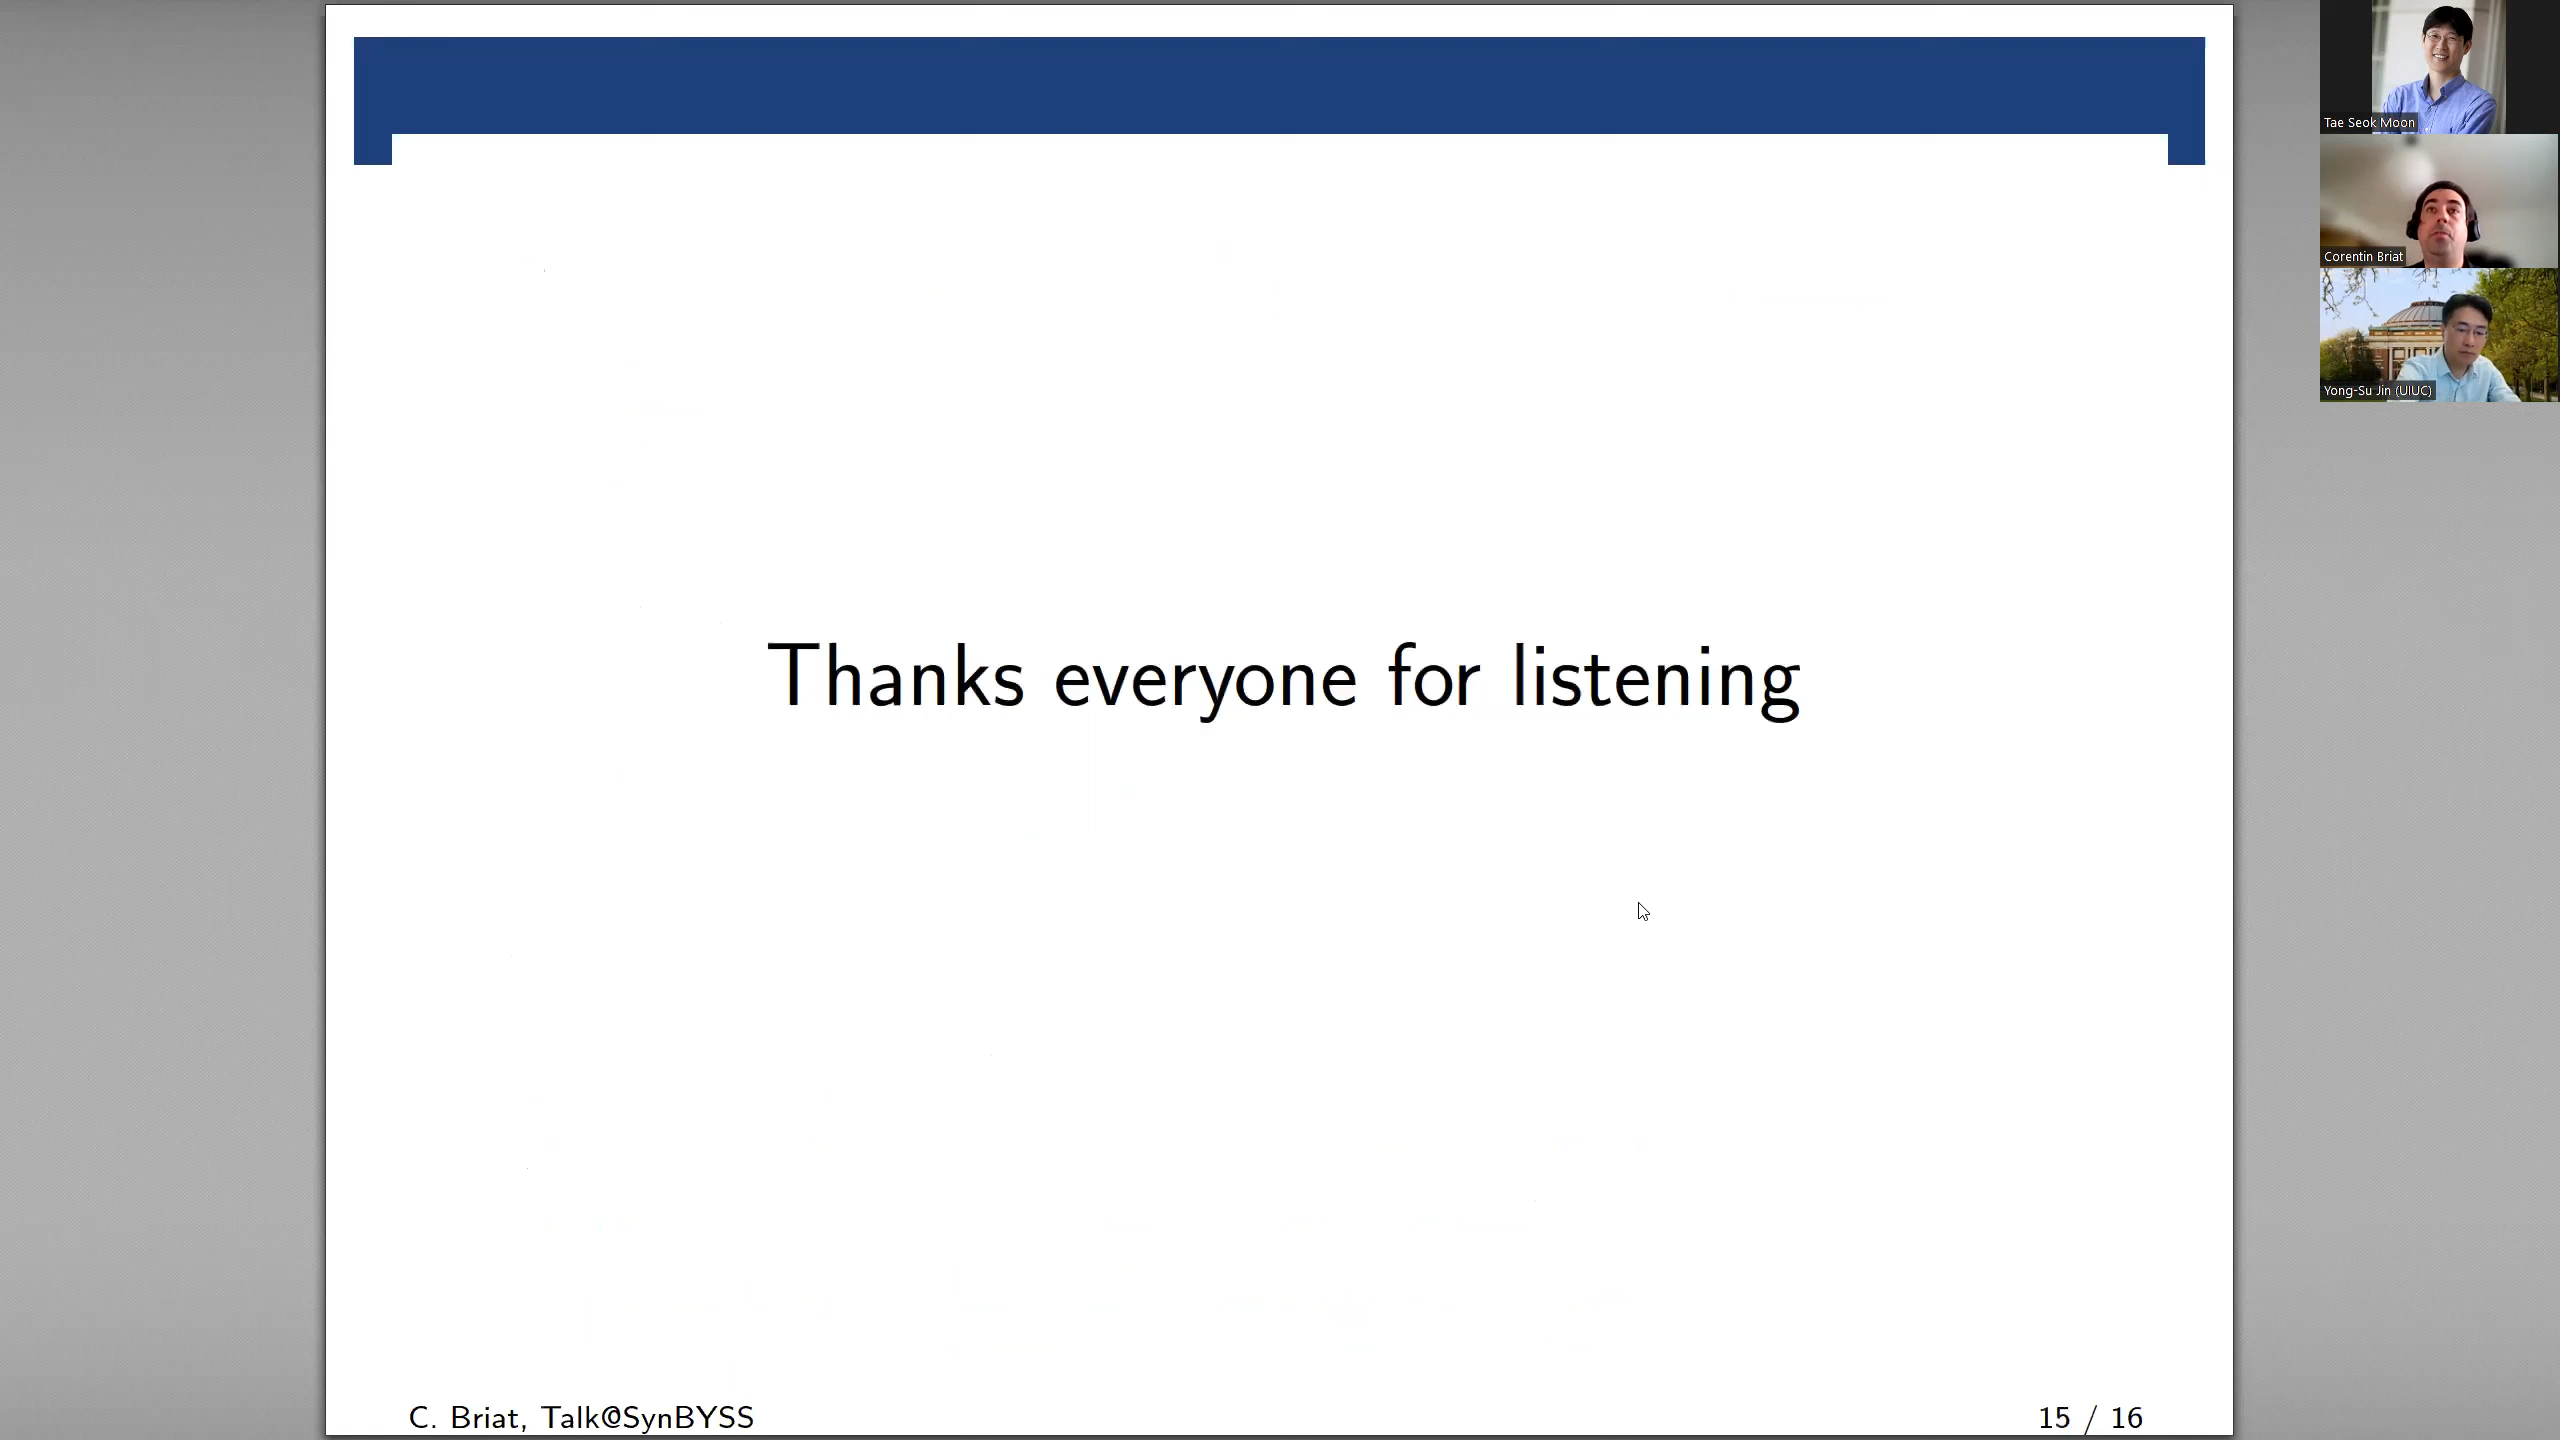 Thanks everyone for listening
C. Briat, Talk@SynBYSS
15 / 16
Tae Seok Moon
Corentin Briat
Yong-Su Jin (UIUC)